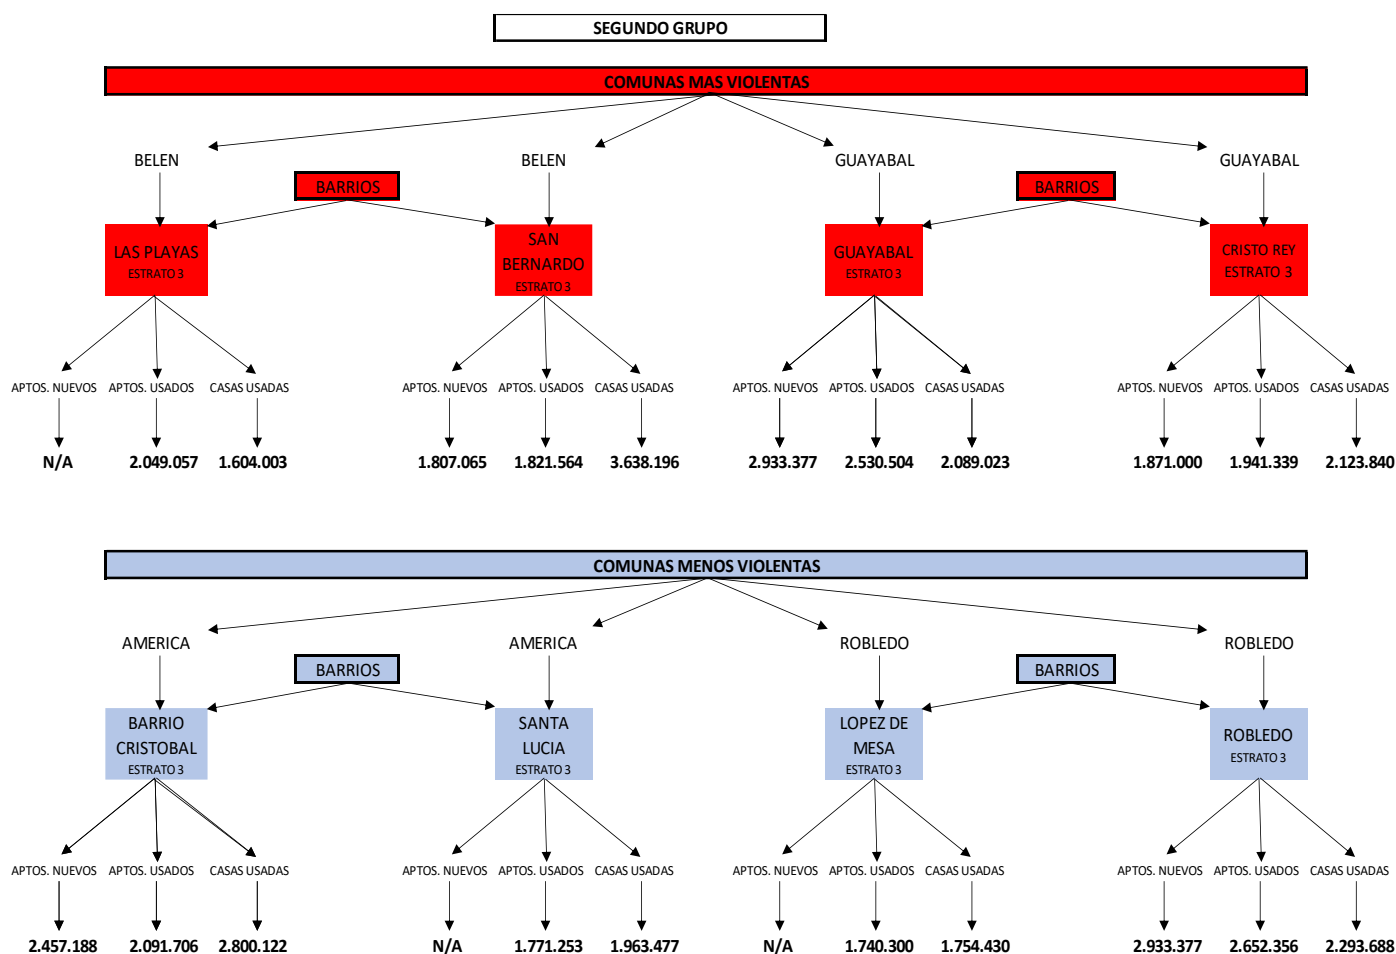 SEGUNDO GRUPO
COMUNAS MAS VIOLENTAS
BELEN BELEN GUAYABAL GUAYABAL
BARRIOS BARRIOS
LAS PLAYAS
ESTRATO 3
SAN
BERNARDO
ESTRATO 3
GUAYABAL
ESTRATO 3
CRISTO REY
ESTRATO 3
APTOS. NUEVOS APTOS. USADOS CASAS USADAS APTOS. NUEVOS APTOS. USADOS CASAS USADAS APTOS. NUEVOS APTOS. USADOS CASAS USADAS APTOS. NUEVOS APTOS. USADOS CASAS USADAS
N/A 2.049.057 1.604.003 1.807.065 1.821.564 3.638.196 2.933.377 2.530.504 2.089.023 1.871.000 1.941.339 2.123.840
COMUNAS MENOS VIOLENTAS
AMERICA AMERICA ROBLEDO ROBLEDO
BARRIOS BARRIOS
BARRIO
CRISTOBAL
ESTRATO 3
SANTA
LUCIA
ESTRATO 3
LOPEZ DE
MESA
ESTRATO 3
ROBLEDO
ESTRATO 3
APTOS. NUEVOS APTOS. USADOS CASAS USADAS APTOS. NUEVOS APTOS. USADOS CASAS USADAS APTOS. NUEVOS APTOS. USADOS CASAS USADAS APTOS. NUEVOS APTOS. USADOS CASAS USADAS
2.457.188 2.091.706 2.800.122 N/A 1.771.253 1.963.477 N/A 1.740.300 1.754.430 2.933.377 2.652.356 2.293.688